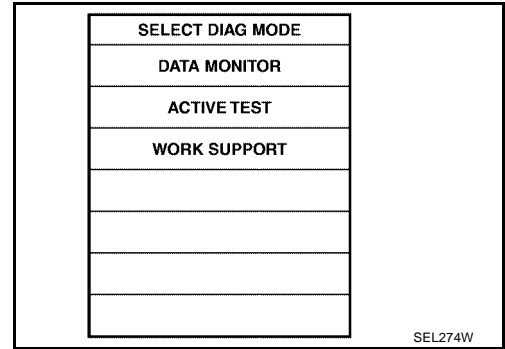 SELECT DIAG MODE
DATA MONITOR
ACTIVE TEST
WORK SUPPORT
SEL274W